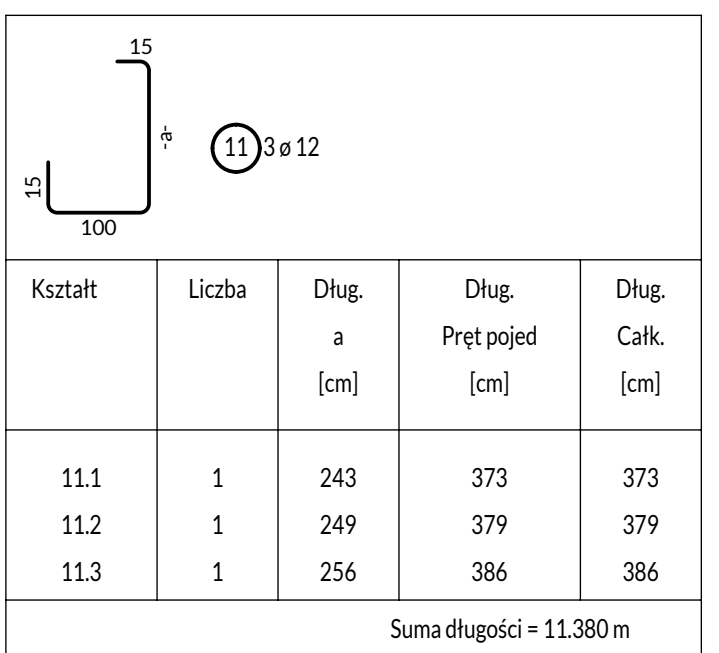 15
-a-
11 3 ø 12
15
100
Kształt Liczba Dług. Dług. Dług.
a Pręt pojed Całk.
[cm] [cm] [cm]
11.1 1 243 373 373
11.2 1 249 379 379
11.3 1 256 386 386
Suma długości = 11.380 m